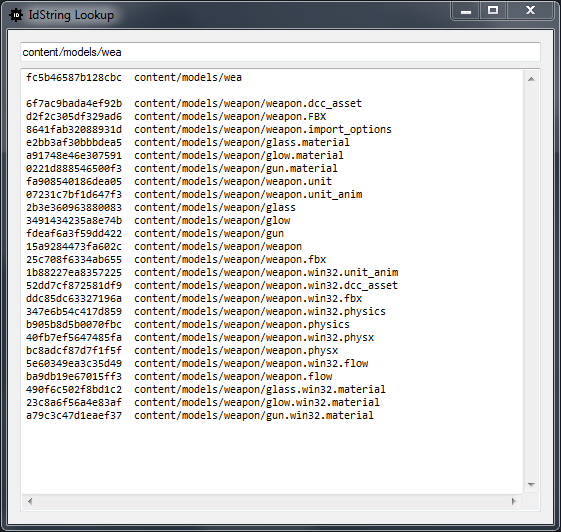 ID IdString Lookup
content/models/wea
fc5b46587b128cbc content/models/wea
6f7ac9bada4ef92b content/models/weapon/weapon.dcc_asset
d2f2c305df329ad6 content/models/weapon/weapon.FBX
8641fab32088931d content/models/weapon/weapon.import_options
e2bb3af30bbbdea5 content/models/weapon/glass.material
a91748e46e307591 content/models/weapon/glow.material
0221d888546500f3 content/models/weapon/gun.material
fa908540186dea05 content/models/weapon/weapon.unit
07231c7bf1d647f3 content/models/weapon/weapon.unit_anim
2b3e360963880083 content/models/weapon/glass
3491434235a8e74b content/models/weapon/glow
fdeaf6a3f59dd422 content/models/weapon/gun
15a9284473fa602c content/models/weapon/weapon
25c708f6334ab655 content/models/weapon/weapon.fbx
1b88227ea8357225 content/models/weapon/weapon.win32.unit_anim
52dd7cf872581df9 content/models/weapon/weapon.win32.dcc_asset
ddc85dc63327196a content/models/weapon/weapon.win32.fbx
347e6b54c417d859 content/models/weapon/weapon.win32.physics
b905b8d5b0070fbc content/models/weapon/weapon.physics
40fb7ef5647485fa content/models/weapon/weapon.win32.physx
bc8adcf87d7f1f5f content/models/weapon/weapon.physx
5e60349ea3c35d49 content/models/weapon/weapon.win32.flow
ba9db19e67015ff3 content/models/weapon/weapon.flow
490f6c502f8bd1c2 content/models/weapon/glass.win32.material
23c8a6f56a4e83af content/models/weapon/glow.win32.material
a79c3c47d1eaef37 content/models/weapon/gun.win32.material